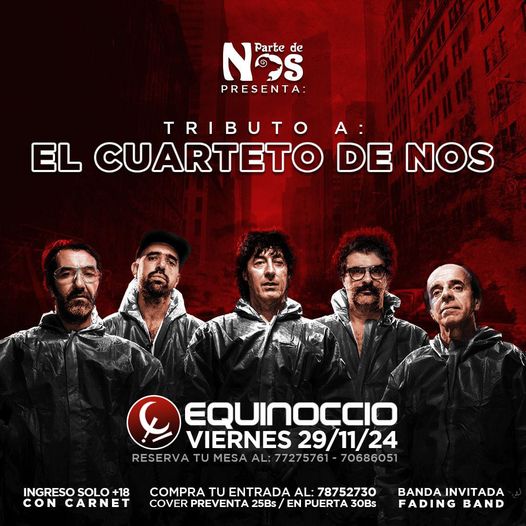 Parte de
NOS
PRESENTA:
TRIBUTO A:
EL CUARTETO DE NOS
EQUINOCCIO
VIERNES 29/11/24
RESERVA TU MESA AL: 77275761 - 70686051
INGRESO SOLO +18
CON CARNET
COMPRA TU ENTRADA AL: 78752730
COVER PREVENTA 25Bs / EN PUERTA 30Bs
BANDA INVITADA
FADING BAND